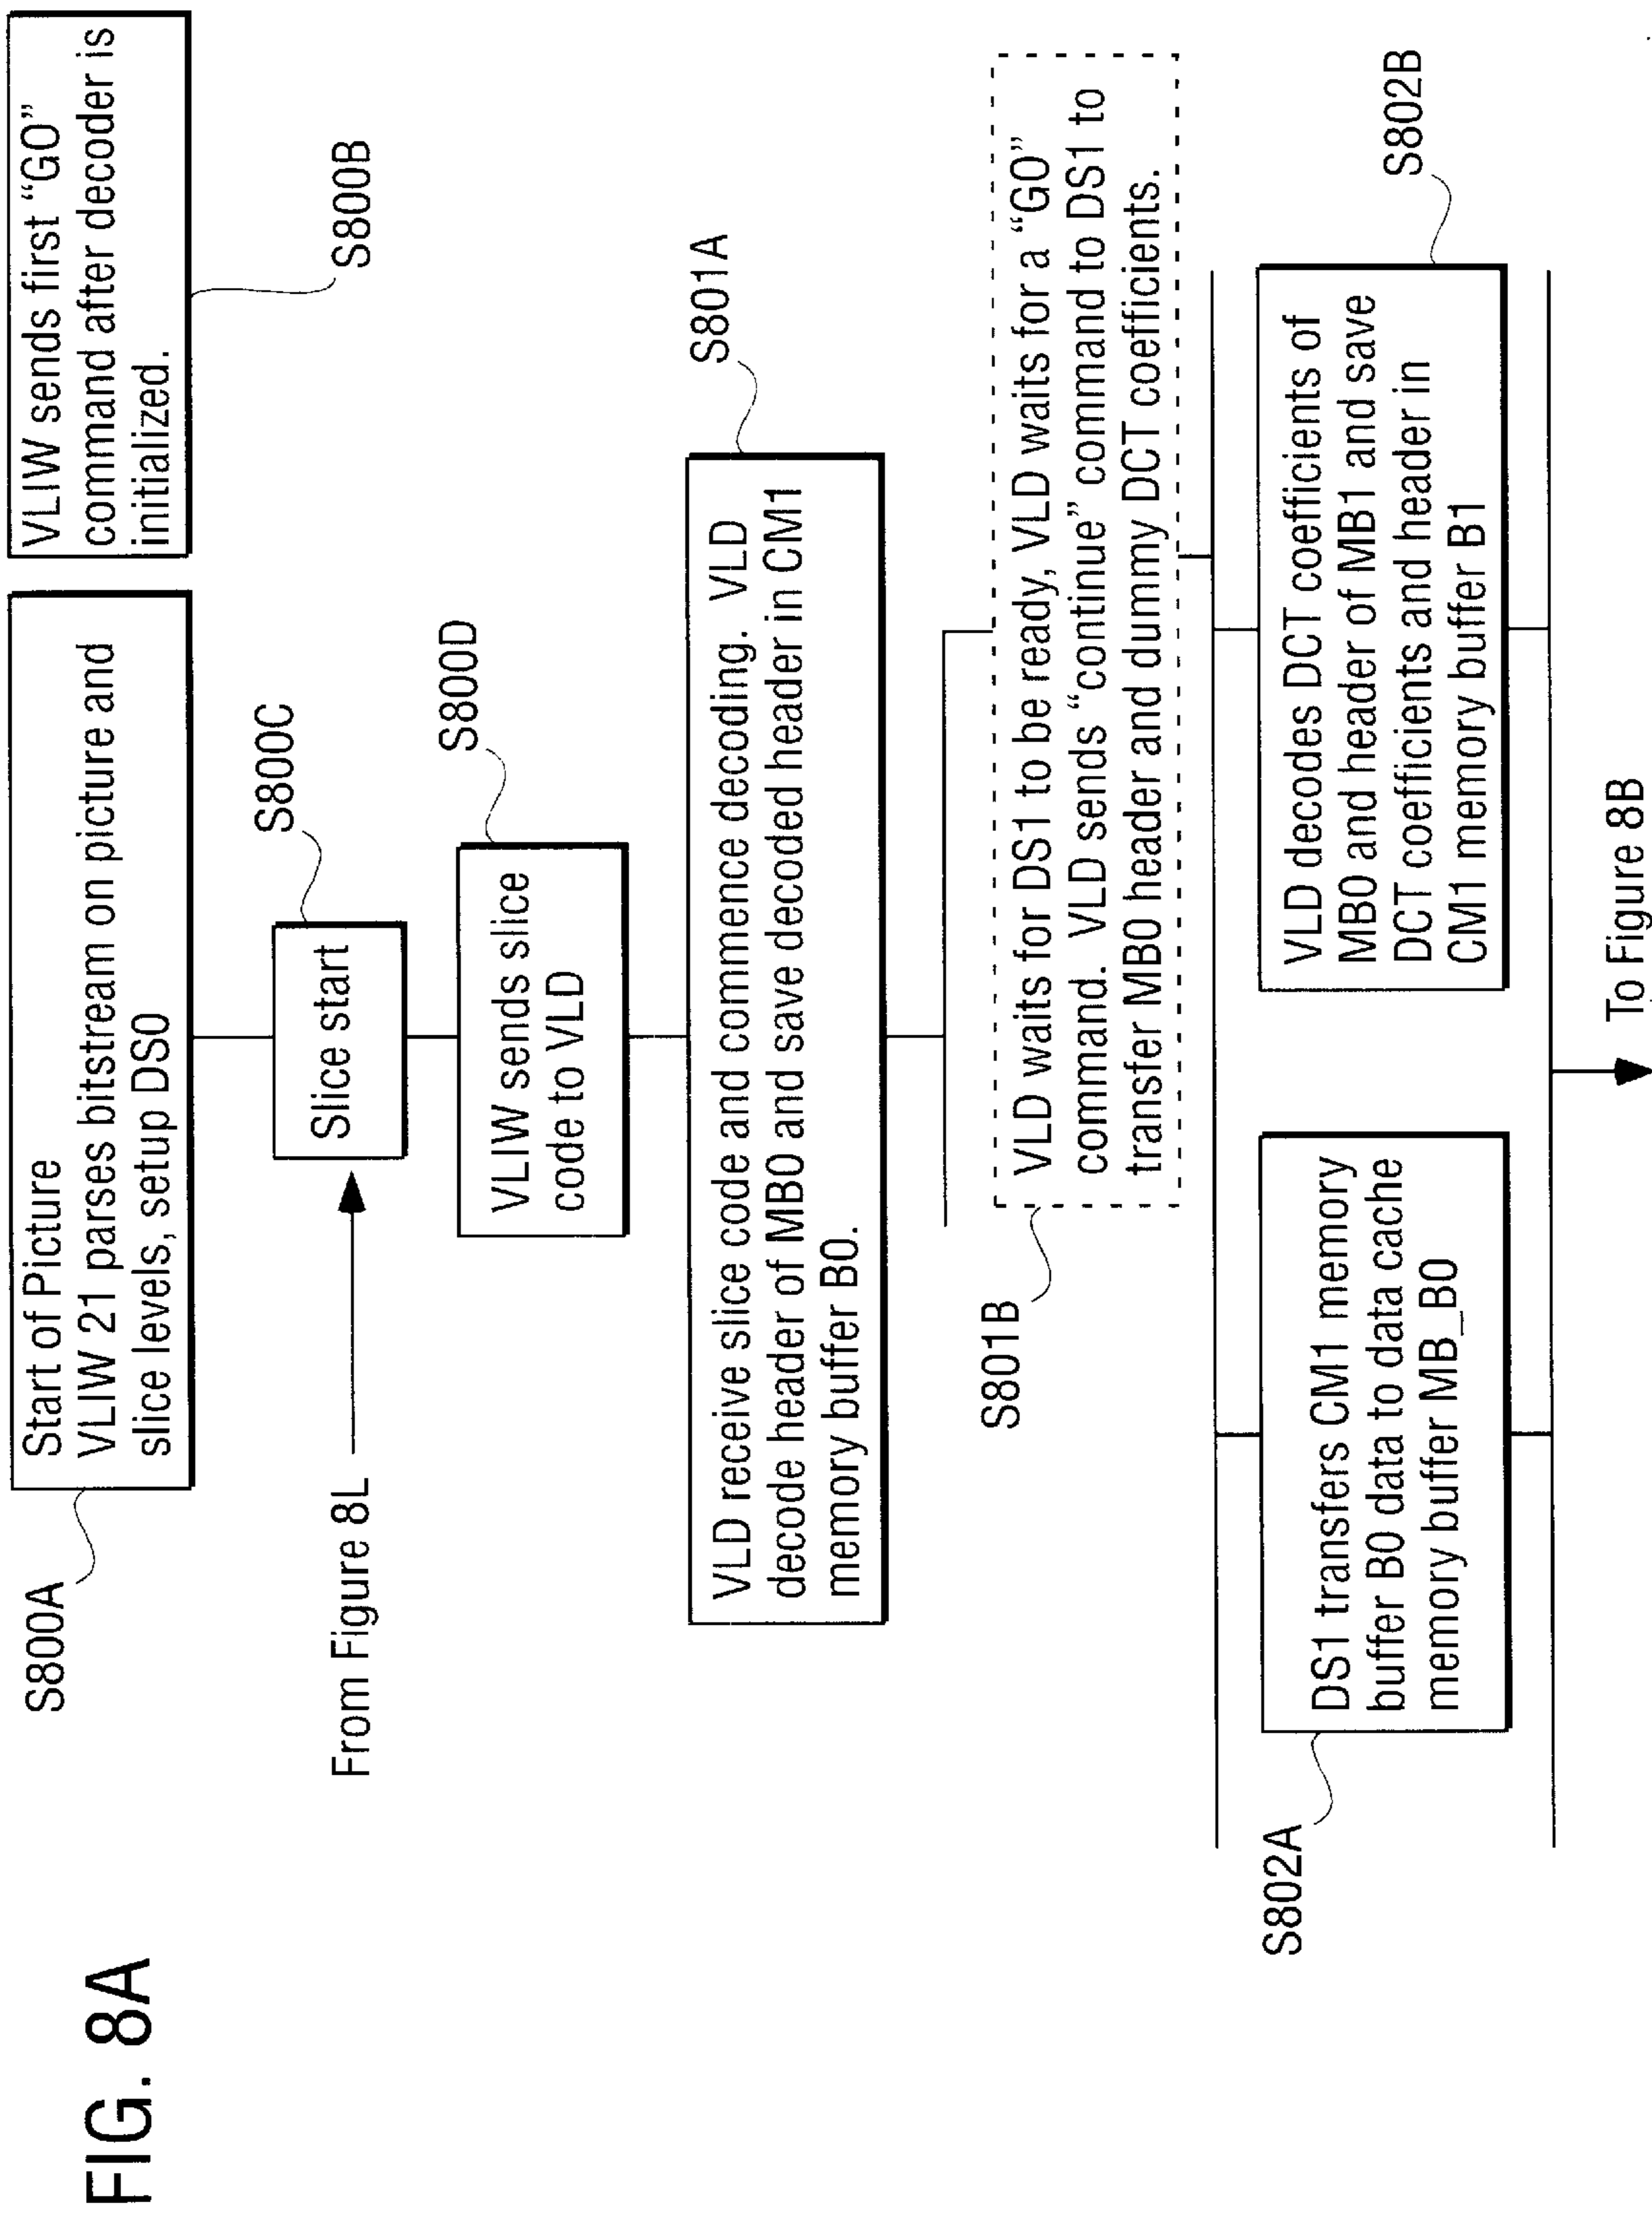 FIG. 8A
S800A
Start of Picture
VLIW 21 parses bitstream on picture and
slice levels, setup DS0
VLIW sends first “GO”
command after decoder is
initialized.
S800B
From Figure 8L
Slice start
S800C
VLIW sends slice
code to VLD
S800D
VLD receive slice code and commence decoding. VLD
decode header of MB0 and save decoded header in CM1
memory buffer B0.
S801A
S801B
VLD waits for DS1 to be ready, VLD waits for a “GO”
command. VLD sends “continue” command to DS1 to
transfer MB0 header and dummy DCT coefficients.
S802A
DS1 transfers CM1 memory
buffer B0 data to data cache
memory buffer MB_B0
VLD decodes DCT coefficients of
MB0 and header of MB1 and save
DCT coefficients and header in
CM1 memory buffer B1
S802B
To Figure 8B